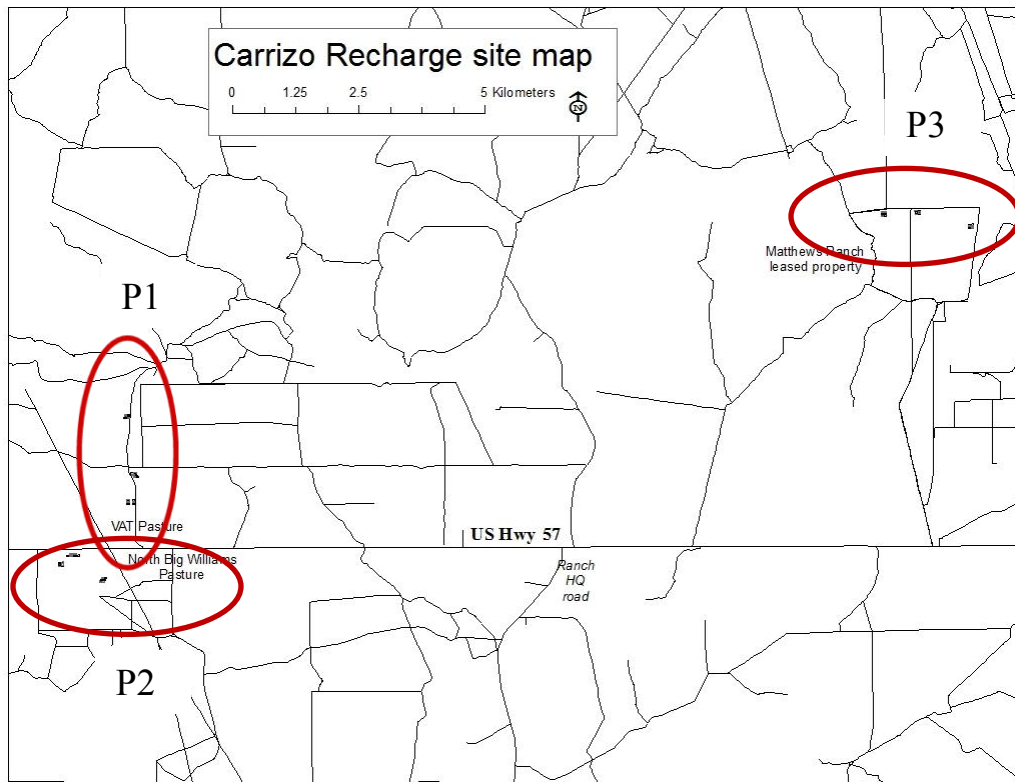 Carrizo Recharge site map
0 1.25 2.5 5 Kilometers
N
P3
Matthews Ranch
leased property
P1
VAT Pasture
US Hwy 57
North Big Williams
Pasture
Ranch
HQ
road
P2